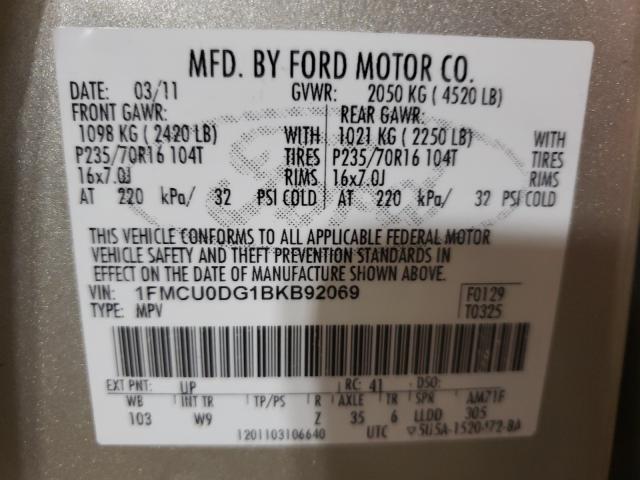 MFD. BY FORD MOTOR CO.
DATE: 03/11 GVWR: 2050 KG ( 4520 LB)
FRONT GAWR: REAR GAWR:
1098 KG ( 2420 LB) WITH 1021 KG ( 2250 LB) WITH
P235/70R16 104T TIRES P235/70R16 104T TIRES
16x7.0J RIMS 16x7.0J RIMS
AT 220 kPa/ 32 PSI COLD AT 220 kPa/ 32 PSI COLD
THIS VEHICLE CONFORMS TO ALL APPLICABLE FEDERAL MOTOR
VEHICLE SAFETY AND THEFT PREVENTION STANDARDS IN
EFFECT ON THE DATE OF MANUFACTURE SHOWN ABOVE.
VIN: 1FMCU0DG1BKB92069 F0129
TYPE: MPV T0325
EXT PNT: UP RC: 41 DSO:
WB INT TR TP/PS R AXLE TR SPR AM71F
103 W9 Z 35 6 LLDD 305
1201103106640 UTC